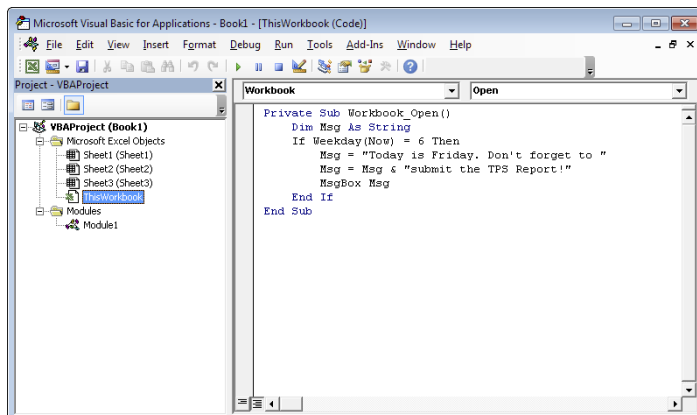 Microsoft Visual Basic for Applications - Book1 - [ThisWorkbook (Code)]
File Edit View Insert Format Debug Run Tools Add-Ins Window Help
Project - VBAProject
VBAProject (Book1)
Microsoft Excel Objects
Sheet1 (Sheet1)
Sheet2 (Sheet2)
Sheet3 (Sheet3)
ThisWorkbook
Modules
Module1
Workbook Open
Private Sub Workbook_Open()
Dim Msg As String
If Weekday(Now) = 6 Then
Msg = "Today is Friday. Don't forget to "
Msg = Msg & "submit the TPS Report!"
MsgBox Msg
End If
End Sub